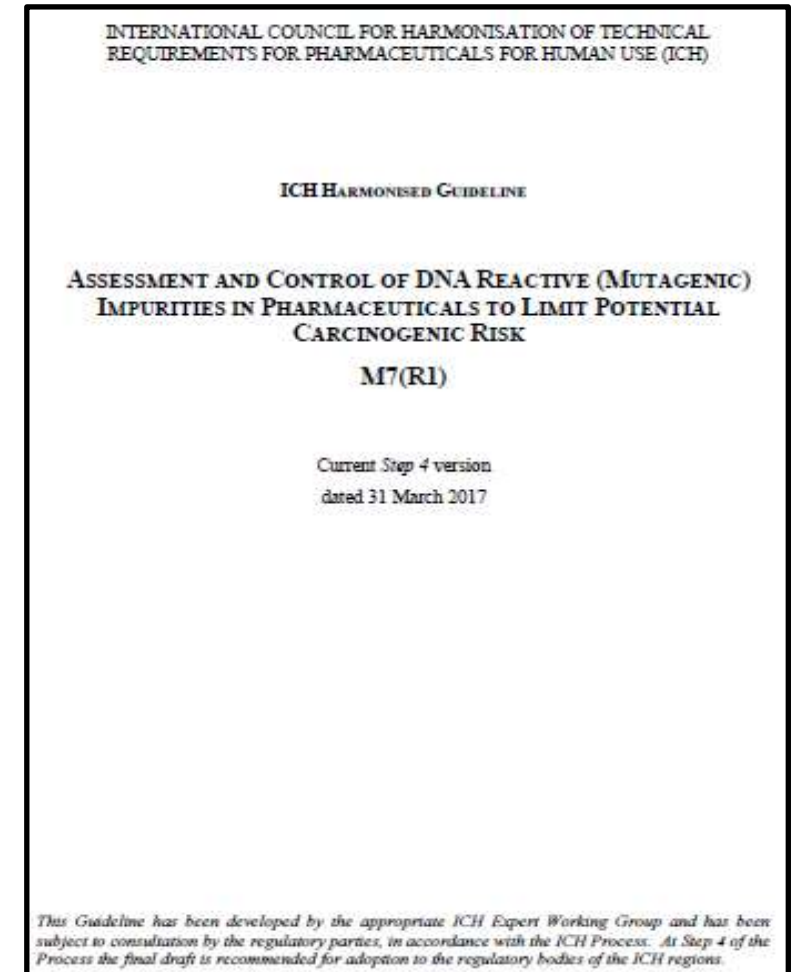 INTERNATIONAL COUNCIL FOR HARMONISATION OF TECHNICAL
REQUIREMENTS FOR PHARMACEUTICALS FOR HUMAN USE (ICH)
ICH HARMONISED GUIDELINE
ASSESSMENT AND CONTROL OF DNA REACTIVE (MUTAGENIC)
IMPURITIES IN PHARMACEUTICALS TO LIMIT POTENTIAL
CARCINOGENIC RISK
M7(R1)
Current Step 4 version
dated 31 March 2017
This Guideline has been developed by the appropriate ICH Expert Working Group and has been
subject to consultation by the regulatory parties, in accordance with the ICH Process. At Step 4 of the
Process the final draft is recommended for adoption to the regulatory bodies of the ICH regions.